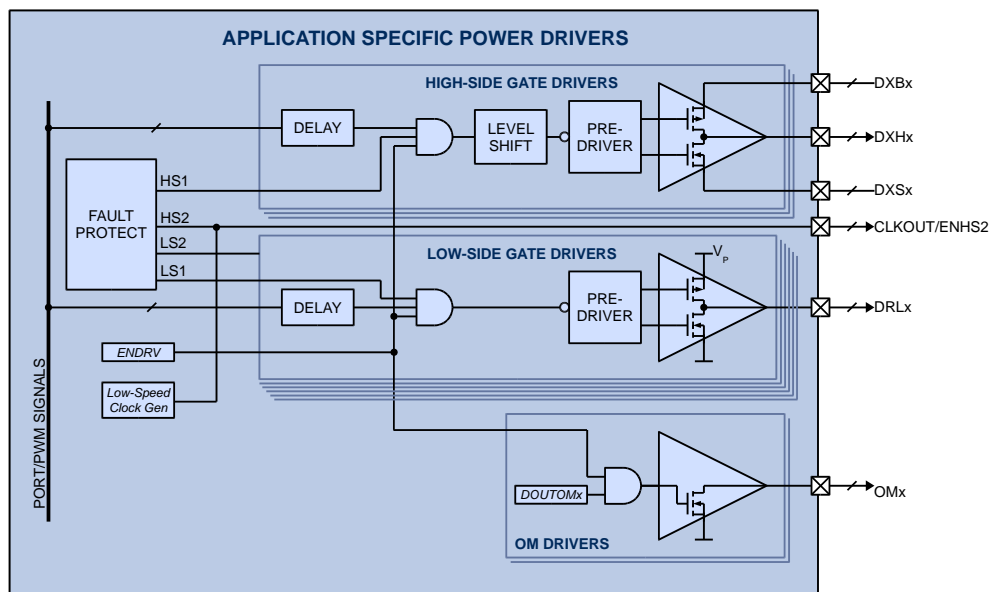 APPLICATION SPECIFIC POWER DRIVERS
HIGH-SIDE GATE DRIVERS
DXBx
DELAY
LEVEL
SHIFT
PRE-
DRIVER
DXHx
FAULT
PROTECT
HS1
HS2
LS2
LS1
DXSx
CLKOUT/ENHS2
LOW-SIDE GATE DRIVERS
VP
DELAY
PRE-
DRIVER
DRLx
ENDRV
Low-Speed
Clock Gen
PORT/PWM SIGNALS
DOUTOMx
OMx
OM DRIVERS